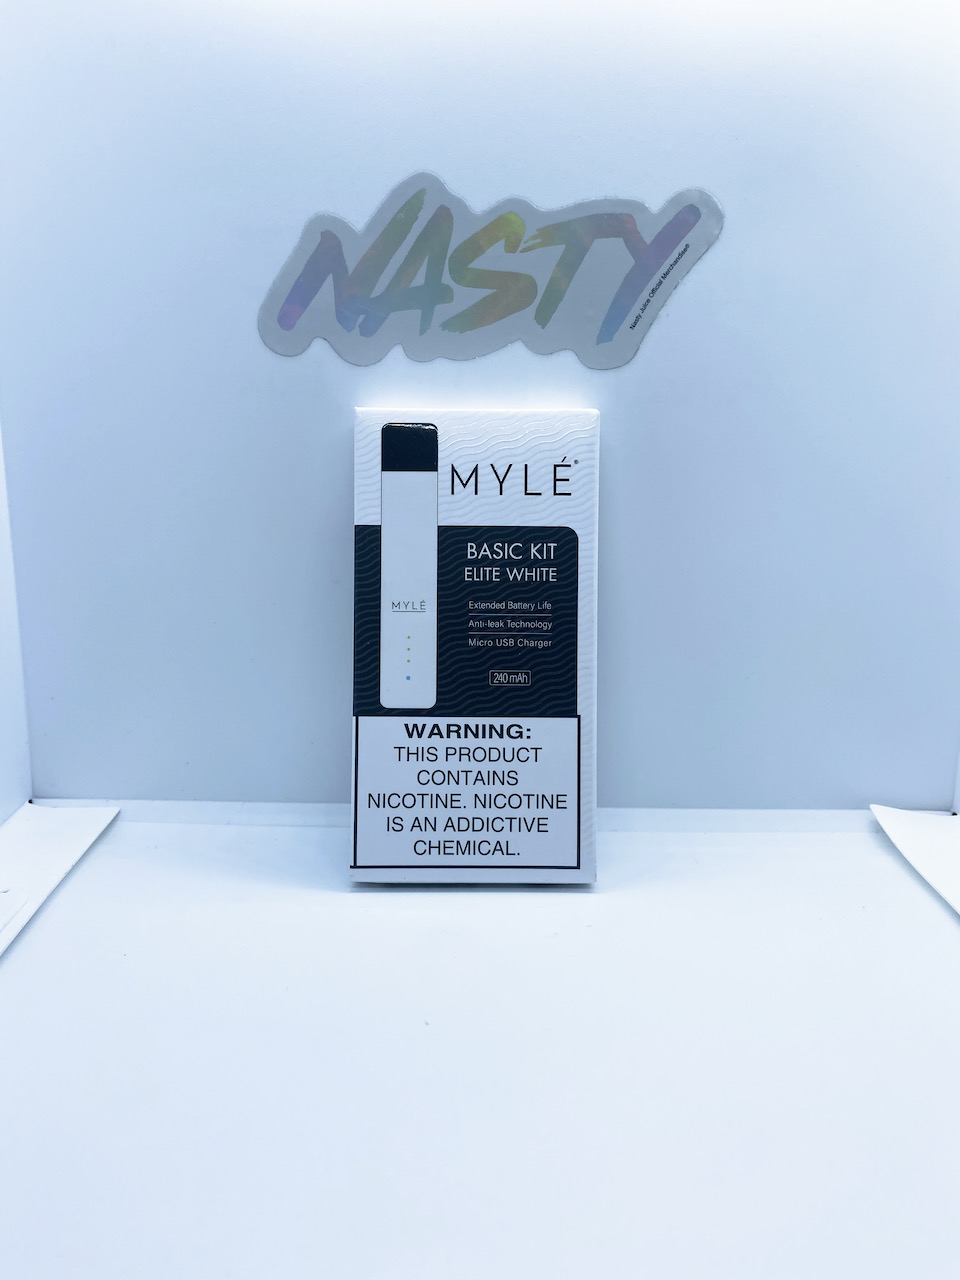 NASTY
Nasty Juice Official Merchandise®
MYLÉ®
BASIC KIT
ELITE WHITE
Extended Battery Life
Anti-leak Technology
Micro USB Charger
240 mAh
MYLÉ
WARNING:
THIS PRODUCT
CONTAINS
NICOTINE. NICOTINE
IS AN ADDICTIVE
CHEMICAL.